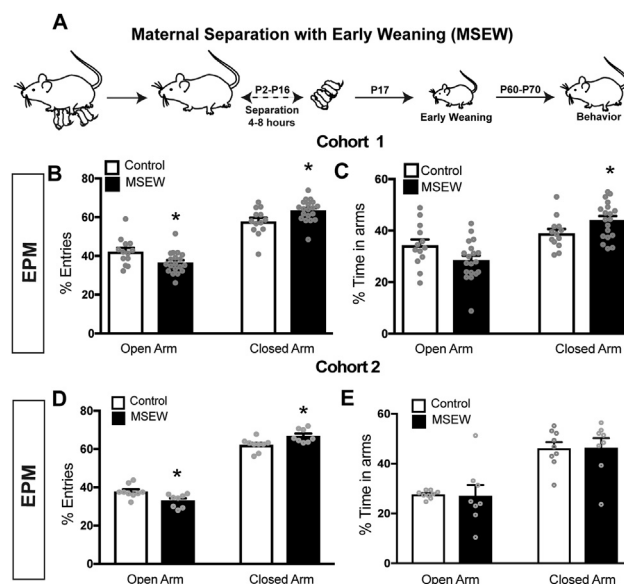 A
Maternal Separation with Early Weaning (MSEW)
P2-P16
Separation
4-8 hours
P17
Early Weaning
P60-P70
Behavior
Cohort 1
EPM
B
Control
MSEW
*
*
% Entries
80
60
40
20
0
Open Arm
Closed Arm
C
Control
MSEW
*
% Time in arms
60
40
20
0
Open Arm
Closed Arm
Cohort 2
EPM
D
Control
MSEW
*
*
% Entries
80
60
40
20
0
Open Arm
Closed Arm
E
Control
MSEW
% Time in arms
60
40
20
0
Open Arm
Closed Arm